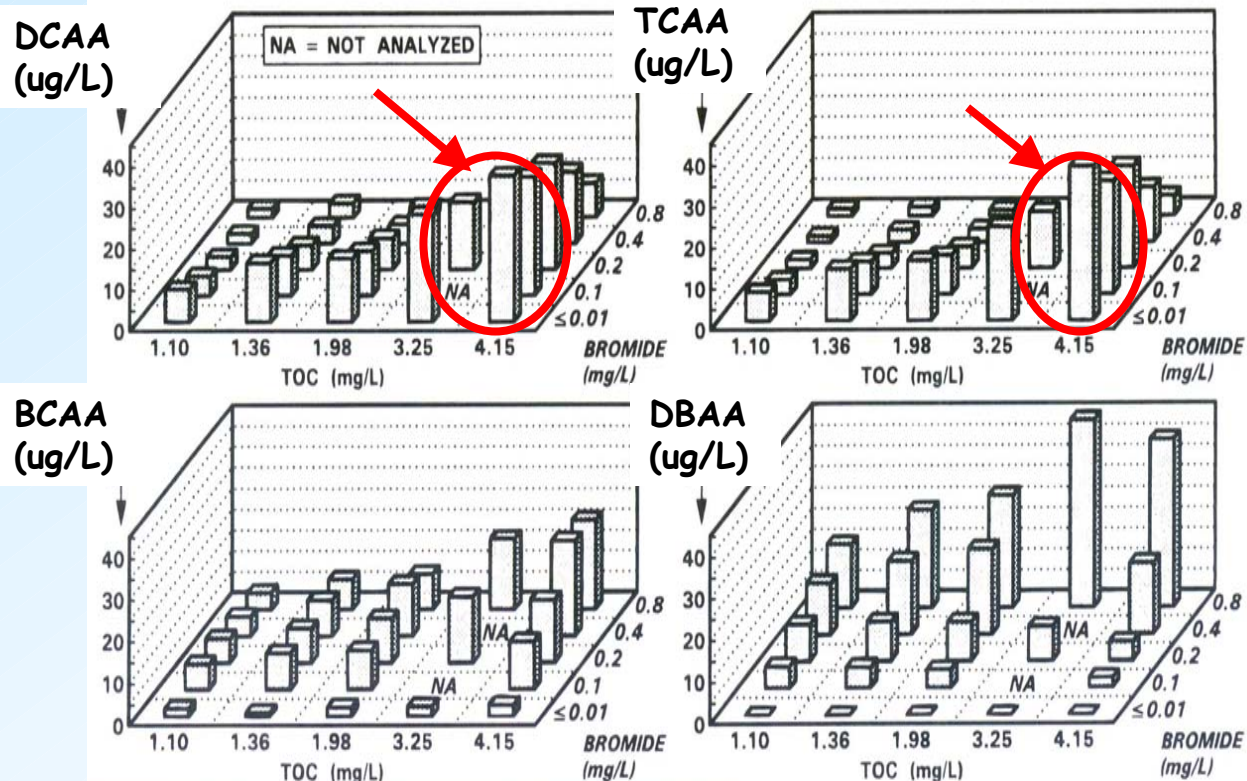 DCAA
(ug/L)
NA = NOT ANALYZED
40
30
20
10
0
NA
0.8
0.4
0.2
0.1
≤0.01
1.10 1.36 1.98 3.25 4.15
BROMIDE
(mg/L)
TOC (mg/L)
TCAA
(ug/L)
40
30
20
10
0
NA
0.8
0.4
0.2
0.1
≤0.01
1.10 1.36 1.98 3.25 4.15
BROMIDE
(mg/L)
TOC (mg/L)
BCAA
(ug/L)
40
30
20
10
0
NA
NA
0.8
0.4
0.2
0.1
≤0.01
1.10 1.36 1.98 3.25 4.15
BROMIDE
(mg/L)
TOC (mg/L)
DBAA
(ug/L)
40
30
20
10
0
NA
NA
0.8
0.4
0.2
0.1
≤0.01
1.10 1.36 1.98 3.25 4.15
BROMIDE
(mg/L)
TOC (mg/L)